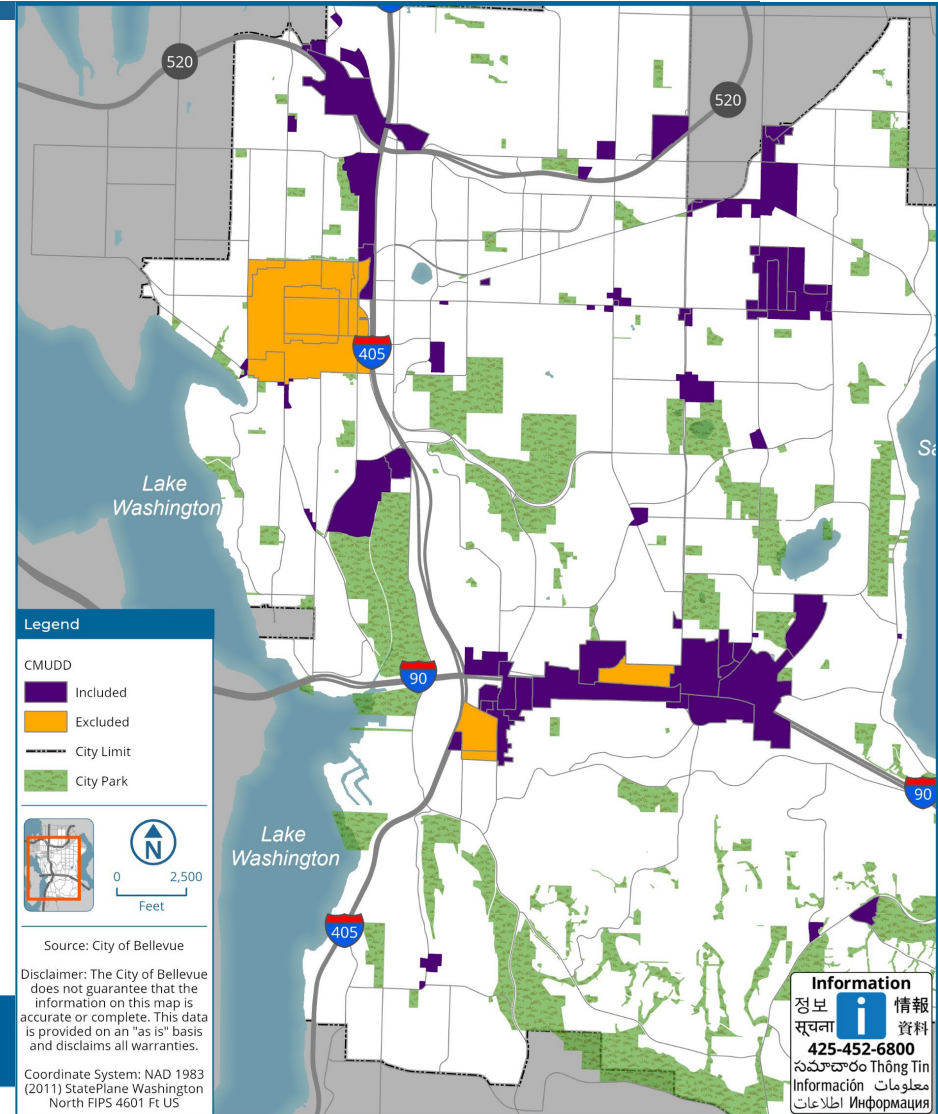 520
520
405
Lake
Washington
Sa
Legend
CMUDD
Included
Excluded
City Limit
City Park
90
N
0 2,500
Feet
Lake
Washington
90
405
Source: City of Bellevue
Disclaimer: The City of Bellevue
does not guarantee that the
information on this map is
accurate or complete. This data
is provided on an "as is" basis
and disclaims all warranties.
Coordinate System: NAD 1983
(2011) StatePlane Washington
North FIPS 4601 Ft US
Information
정보 i 情報
सूचना 資料
425-452-6800
సమాచారం Thông Tin
Información معلومات
اطلاعات Информация